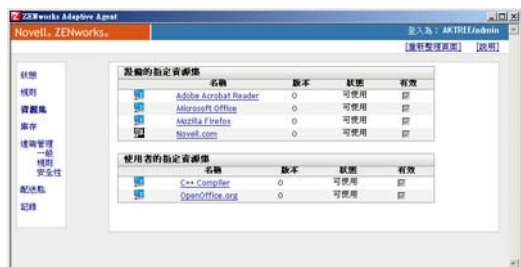 ZENworks Adaptive Agent
Novell® ZENworks®
登入為： AKTREE/admin
[重新整理頁面] [說明]
狀態
規則
資源集
庫存
遠端管理
一般
規則
安全性
配送點
記錄
設備的指定資源集
名稱 版本 狀態 有效
Adobe Acrobat Reader 0 可使用
Microsoft Office 0 可使用
Mozilla Firefox 0 可使用
Novell.com 0 可使用
使用者的指定資源集
名稱 版本 狀態 有效
C++ Compiler 0 可使用
OpenOffice.org 0 可使用